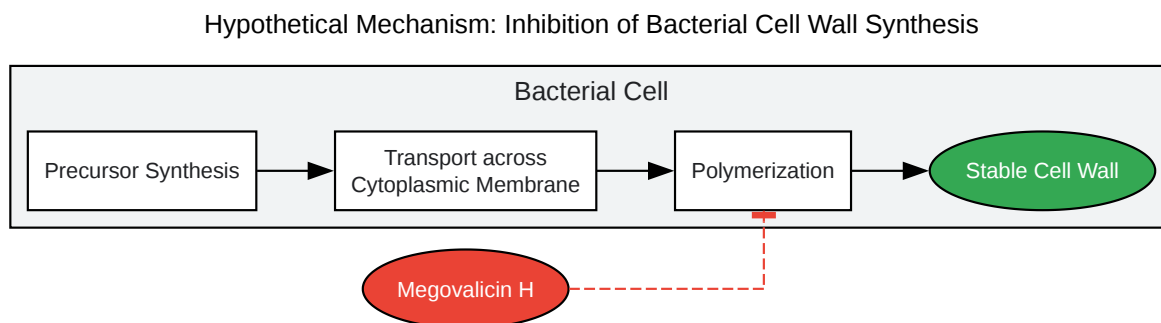 Hypothetical Mechanism: Inhibition of Bacterial Cell Wall Synthesis
Bacterial Cell
Precursor Synthesis
Transport across
Cytoplasmic Membrane
Polymerization
Stable Cell Wall
Megovalicin H